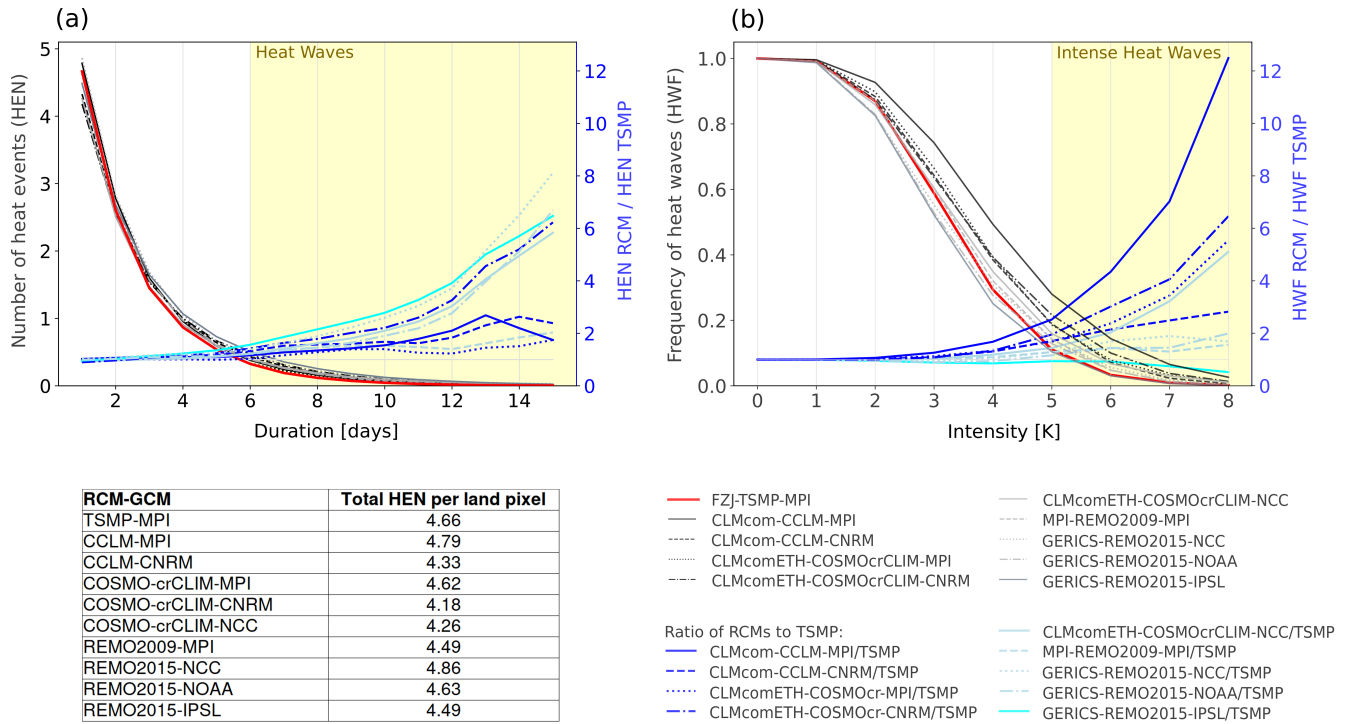 (a)
(b)
Heat Waves
Intense Heat Waves
Number of heat events (HEN)
5
4
3
2
1
0
12
10
8
6
4
2
0
HEN RCM / HEN TSMP
2 4 6 8 10 12 14
Duration [days]
Frequency of heat waves (HWF)
1.0
0.8
0.6
0.4
0.2
0.0
12
10
8
6
4
2
0
HWF RCM / HWF TSMP
0 1 2 3 4 5 6 7 8
Intensity [K]
RCM-GCM Total HEN per land pixel
TSMP-MPI 4.66
CCLM-MPI 4.79
CCLM-CNRM 4.33
COSMO-crCLIM-MPI 4.62
COSMO-crCLIM-CNRM 4.18
COSMO-crCLIM-NCC 4.26
REMO2009-MPI 4.49
REMO2015-NCC 4.86
REMO2015-NOAA 4.63
REMO2015-IPSL 4.49
FZJ-TSMP-MPI
CLMcom-CCLM-MPI
CLMcom-CCLM-CNRM
CLMcomETH-COSMOcrCLIM-MPI
CLMcomETH-COSMOcrCLIM-CNRM
CLMcomETH-COSMOcrCLIM-NCC
MPI-REMO2009-MPI
GERICS-REMO2015-NCC
GERICS-REMO2015-NOAA
GERICS-REMO2015-IPSL
Ratio of RCMs to TSMP:
CLMcom-CCLM-MPI/TSMP
CLMcom-CCLM-CNRM/TSMP
CLMcomETH-COSMOcr-MPI/TSMP
CLMcomETH-COSMOcr-CNRM/TSMP
CLMcomETH-COSMOcrCLIM-NCC/TSMP
MPI-REMO2009-MPI/TSMP
GERICS-REMO2015-NCC/TSMP
GERICS-REMO2015-NOAA/TSMP
GERICS-REMO2015-IPSL/TSMP